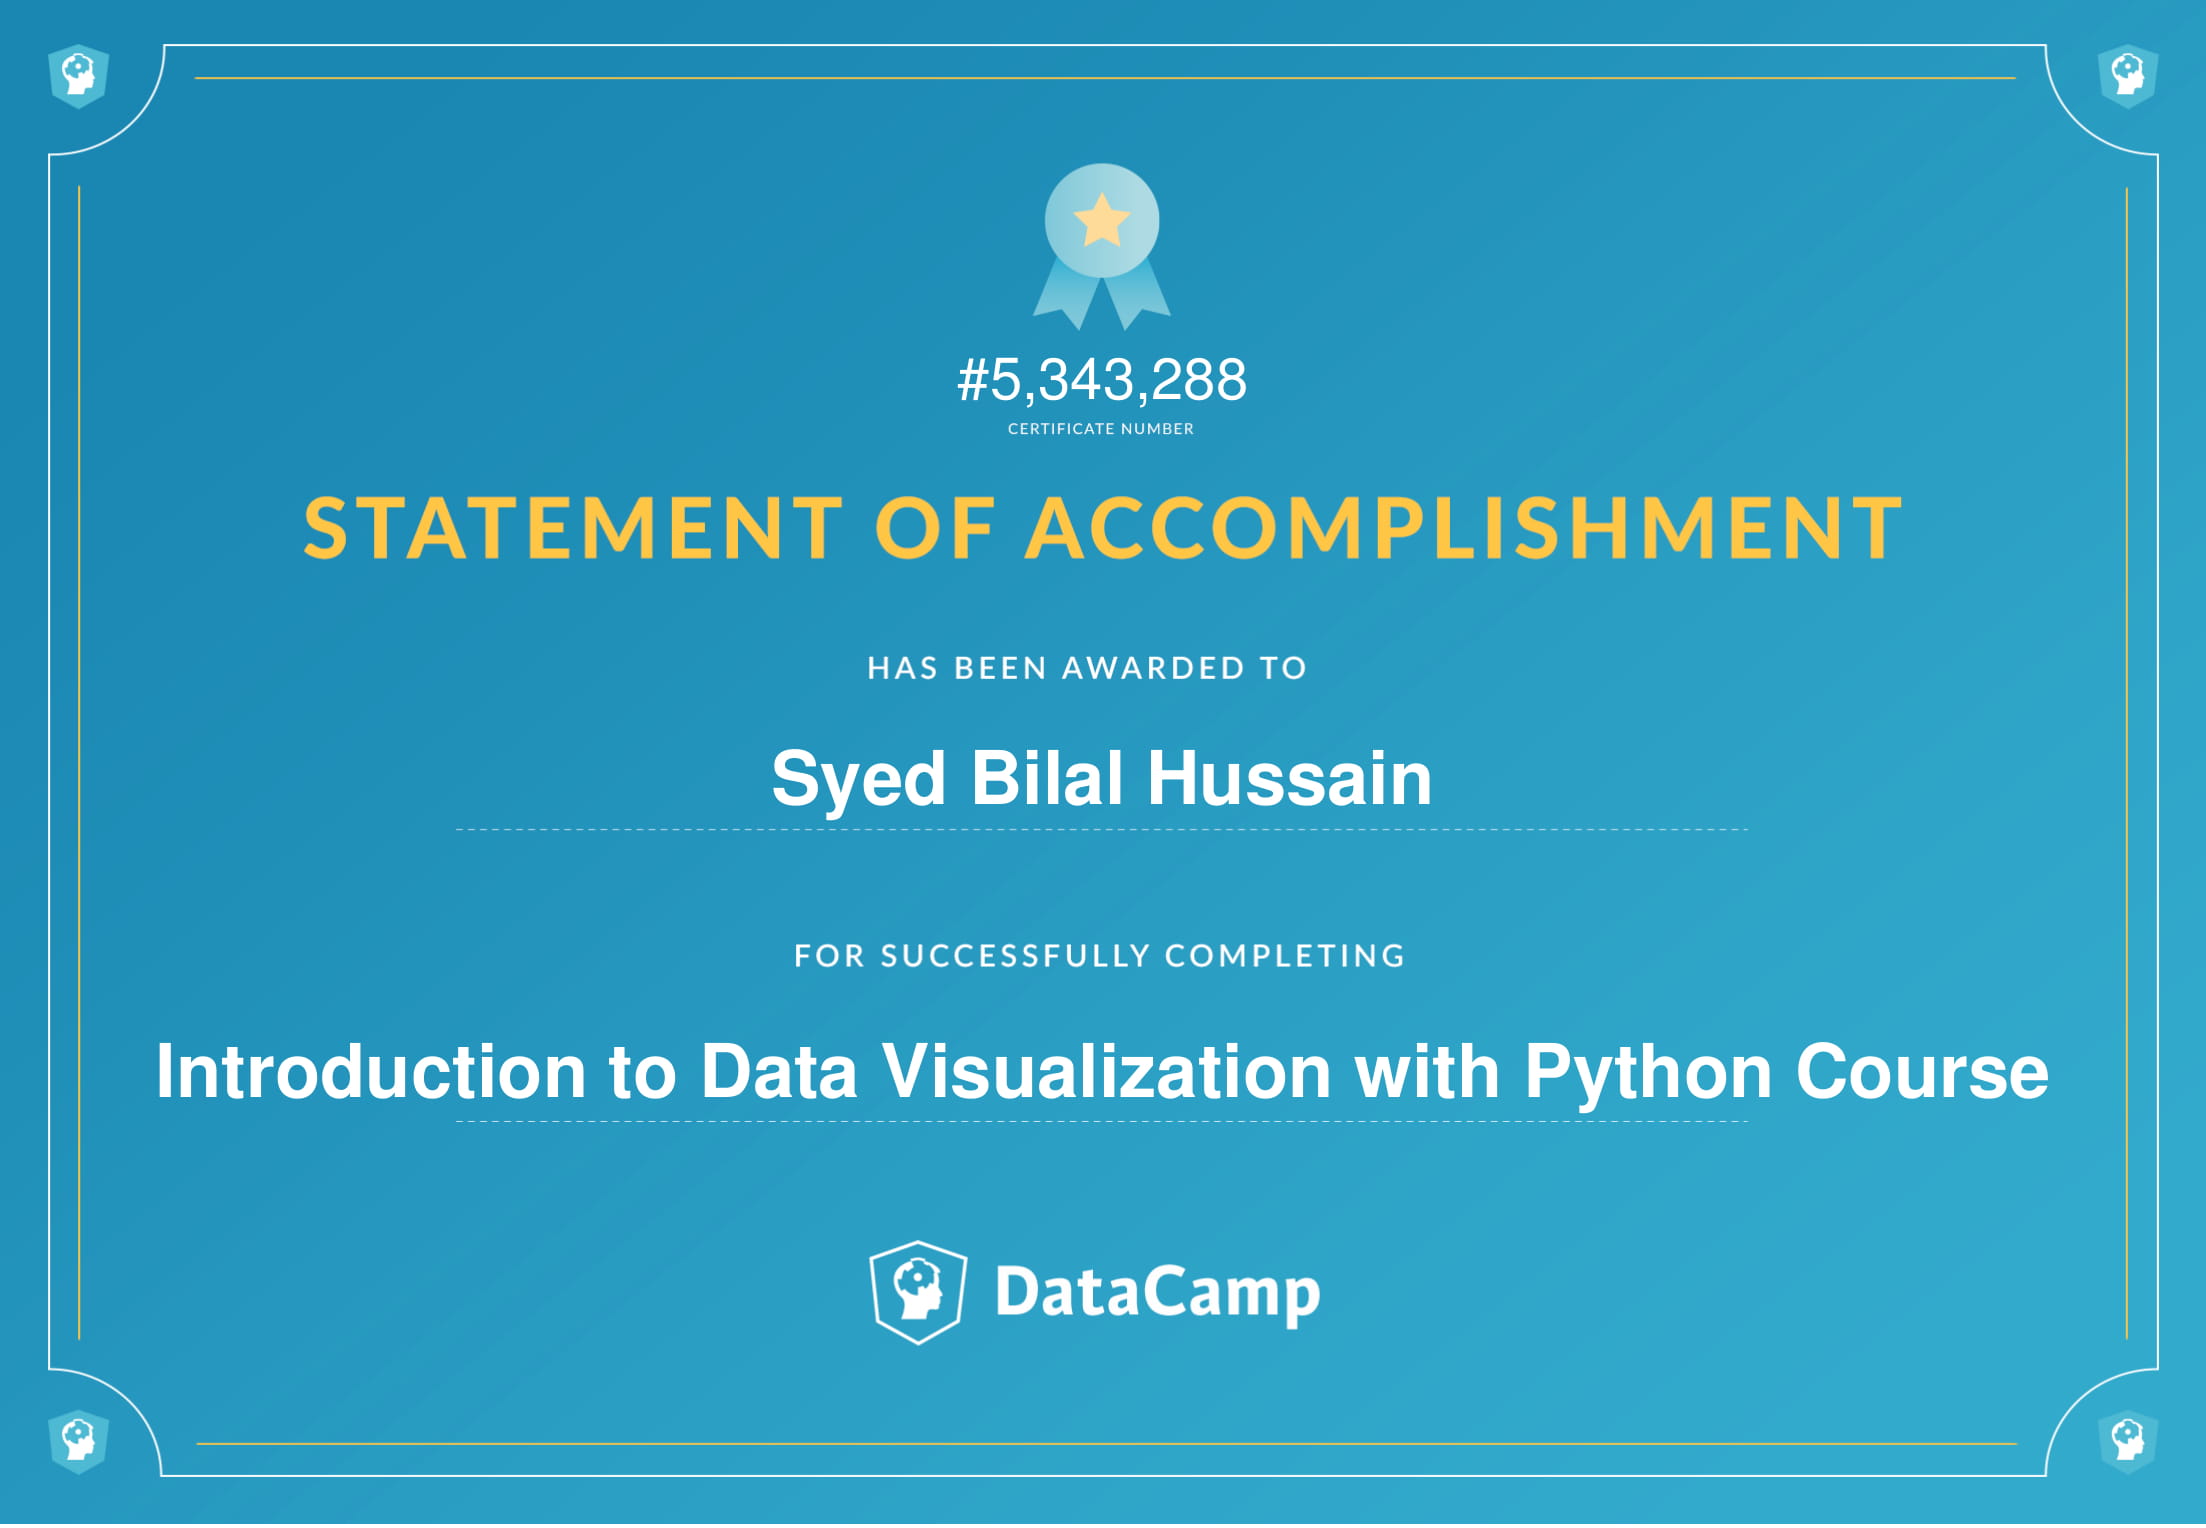 #5,343,288
CERTIFICATE NUMBER
STATEMENT OF ACCOMPLISHMENT
HAS BEEN AWARDED TO
Syed Bilal Hussain
FOR SUCCESSFULLY COMPLETING
Introduction to Data Visualization with Python Course
DataCamp